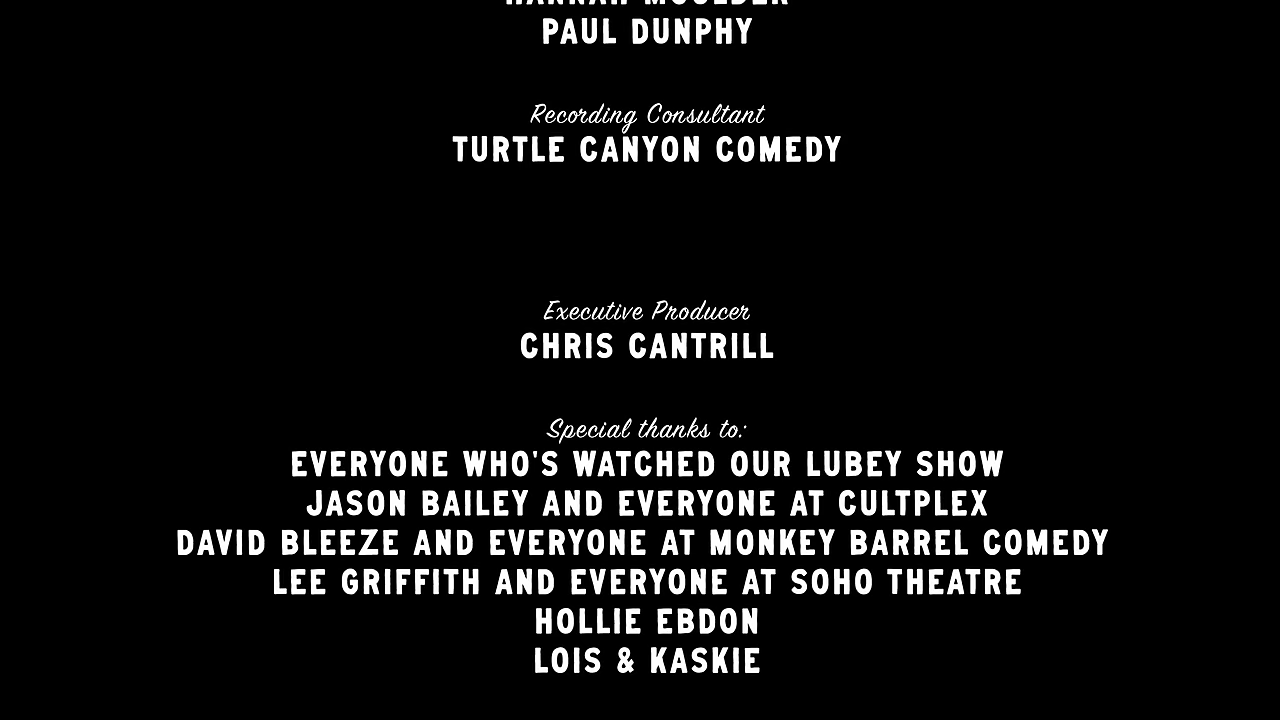 PAUL DUNPHY
Recording Consultant
TURTLE CANYON COMEDY
Executive Producer
CHRIS CANTRILL
Special thanks to:
EVERYONE WHO'S WATCHED OUR LUBEY SHOW
JASON BAILEY AND EVERYONE AT CULTPLEX
DAVID BLEEZE AND EVERYONE AT MONKEY BARREL COMEDY
LEE GRIFFITH AND EVERYONE AT SOHO THEATRE
HOLLIE EBDON
LOIS & KASKIE